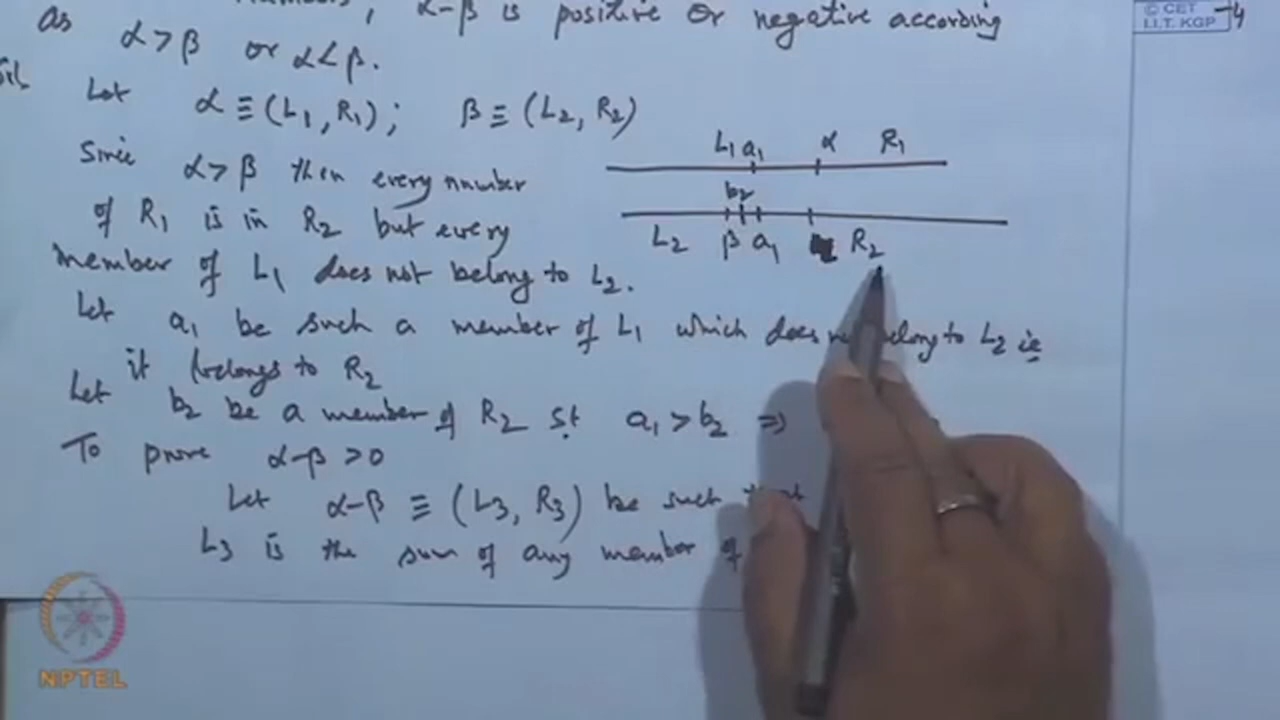 numbers, α-β is positive or negative according
as α>β or α<β.
Let α ≡ (L1, R1); β ≡ (L2, R2)
Since α>β then every number
of R1 is in R2 but every
member of L1 does not belong to L2.
L1 a1 α R1
b2
L2 β a1 R2
Let a1 be such a member of L1 which does belong to L2 ie
it belongs to R2
Let b2 be a member of R2 st a1 > b2 ⇒
To prove α-β >0
Let α-β ≡ (L3, R3) be such that
L3 is the sum of any member of
© CET
I.I.T. KGP
-4
NPTEL